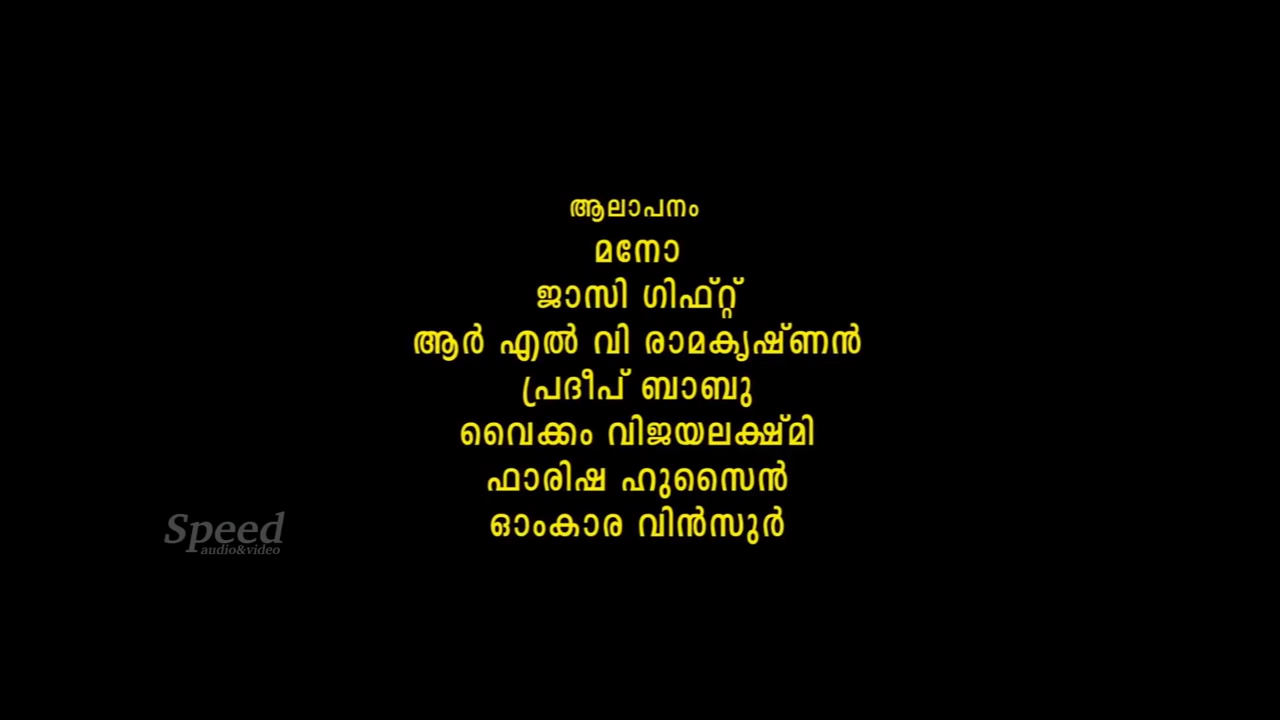 ആലാപനം
മനോ
ജാസി ഗിഫ്റ്റ്
ആർ എൽ വി രാമകൃഷ്ണൻ
പ്രദീപ് ബാബു
വൈക്കം വിജയലക്ഷ്മി
ഫാരിഷ ഹുസൈൻ
ഓംകാര വിൻസുർ
Speed
audio&video